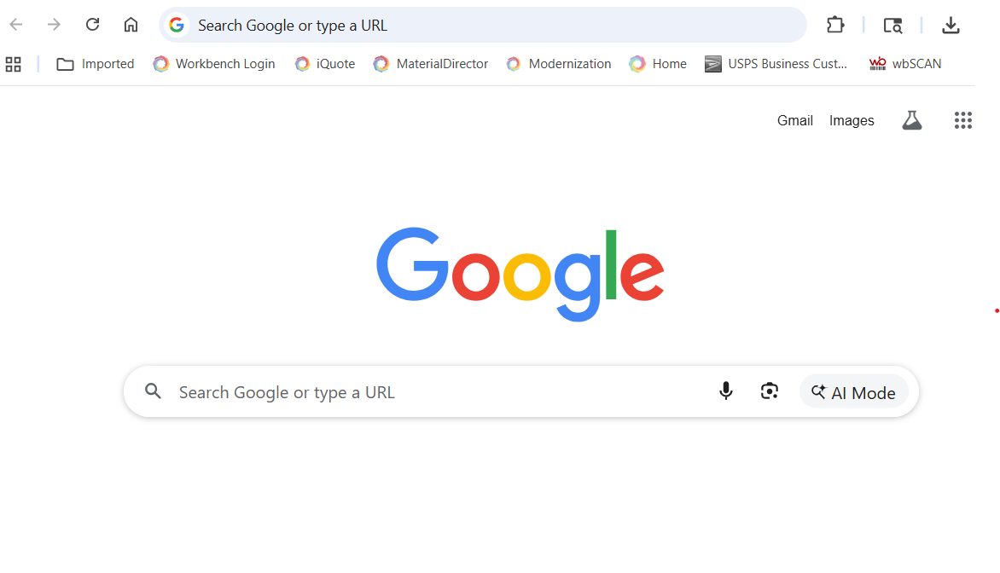 Search Google or type a URL
Imported Workbench Login iQuote MaterialDirector Modernization Home USPS Business Cust... wbSCAN
Gmail Images
Google
Search Google or type a URL AI Mode